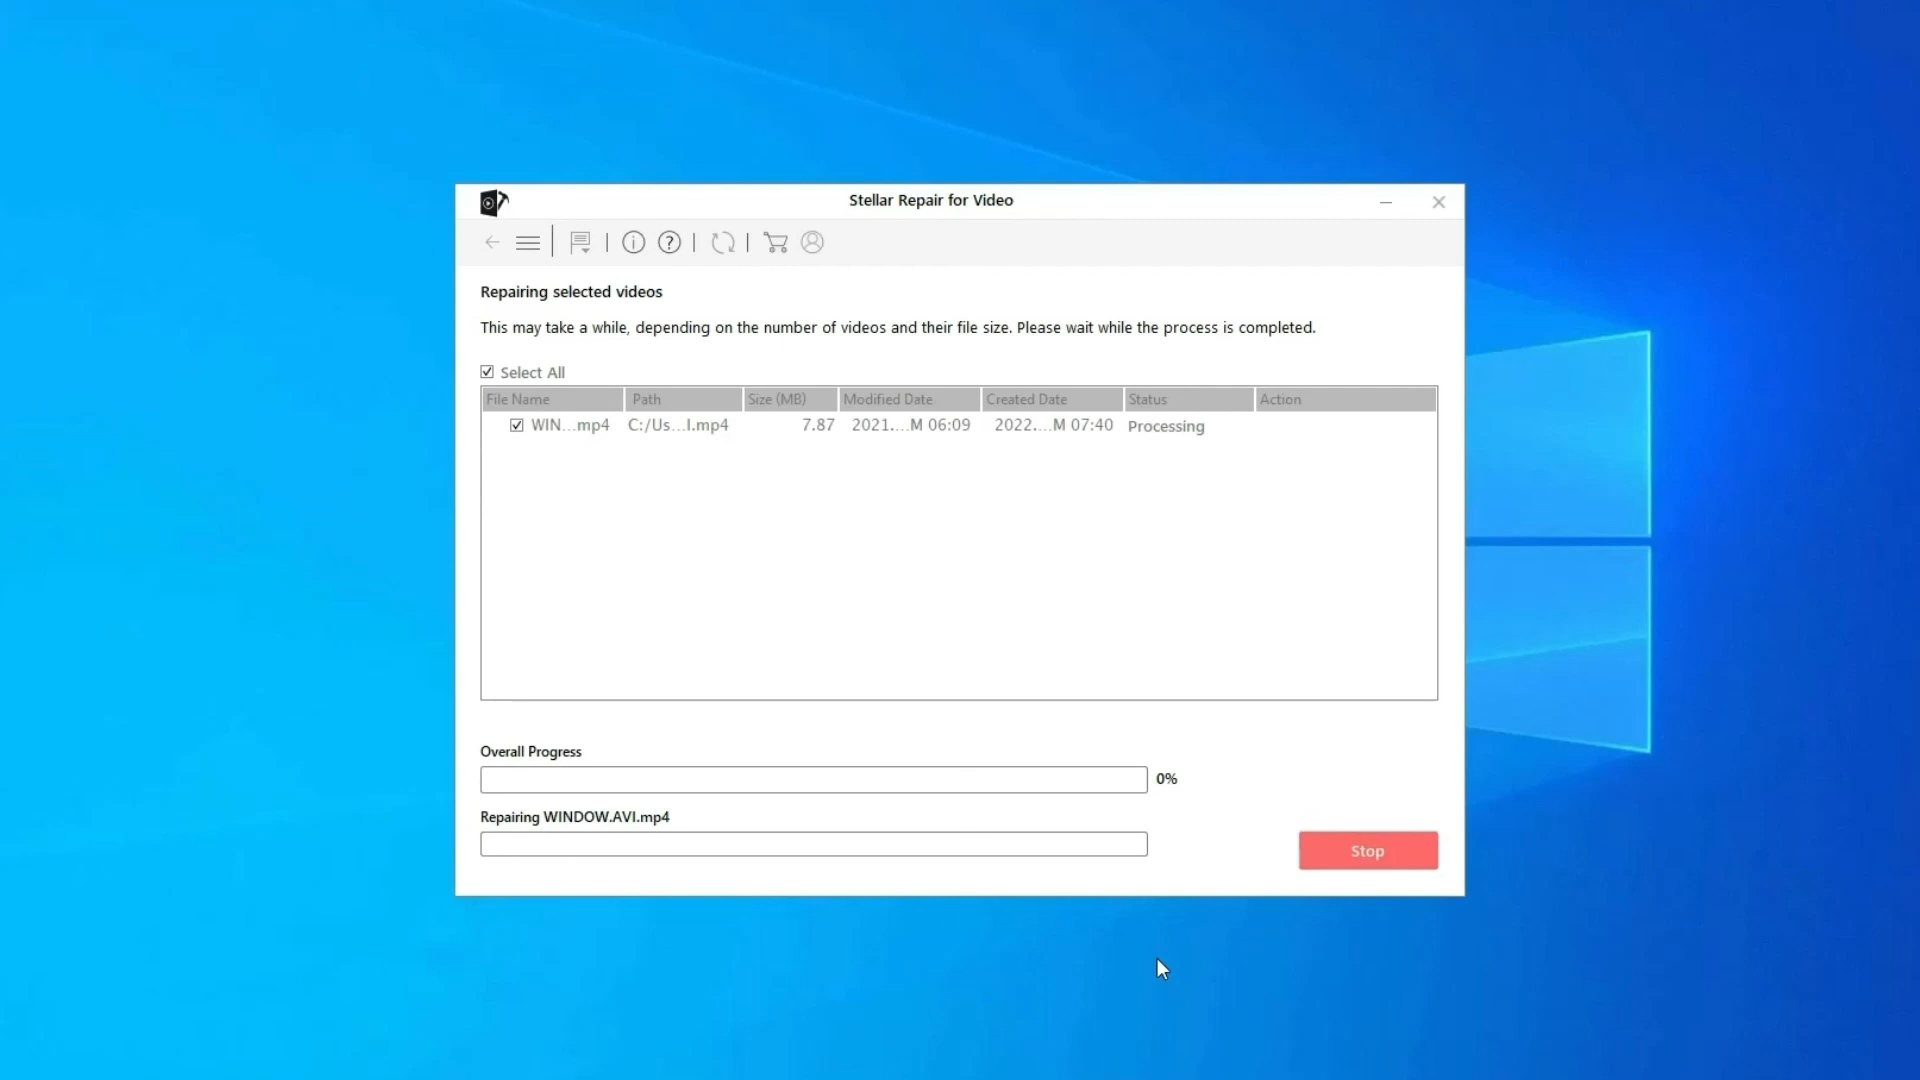 Stellar Repair for Video
Repairing selected videos
This may take a while, depending on the number of videos and their file size. Please wait while the process is completed.
Select All
File Name Path Size (MB) Modified Date Created Date Status Action
WIN...mp4 C:/Us...I.mp4 7.87 2021....M 06:09 2022....M 07:40 Processing
Overall Progress
0%
Repairing WINDOW.AVI.mp4
Stop